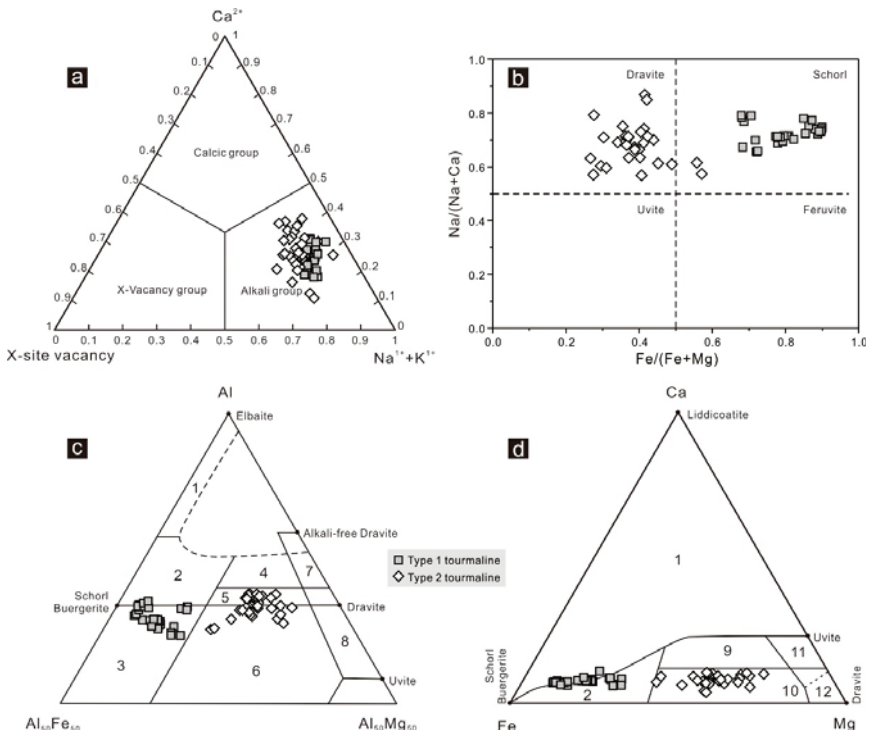 Ca²⁺
0 1
a
0.1 0.9
0.2 0.8
0.3 0.7
0.4 0.6
0.5 0.5
0.6 0.4
0.7 0.3
0.8 0.2
0.9 0.1
1 0
Calcic group
X-Vacancy group
Alkali group
0 0.1 0.2 0.3 0.4 0.5 0.6 0.7 0.8 0.9 1
X-site vacancy
Na¹⁺+K¹⁺
b
Dravite
Schorl
Uvite
Feruvite
Na/(Na+Ca)
1.0
0.8
0.6
0.4
0.2
0.0
0.0 0.2 0.4 0.6 0.8 1.0
Fe/(Fe+Mg)
c
Al
Elbaite
1
Alkali-free Dravite
2
4
7
5
Schorl
Buergerite
Dravite
3
6
8
Uvite
Al₅₀Fe₅₀
Al₅₀Mg₅₀
Type 1 tourmaline
Type 2 tourmaline
d
Ca
Liddicoatite
1
Uvite
9
11
2
10
12
Schorl
Buergerite
Dravite
Fe
Mg